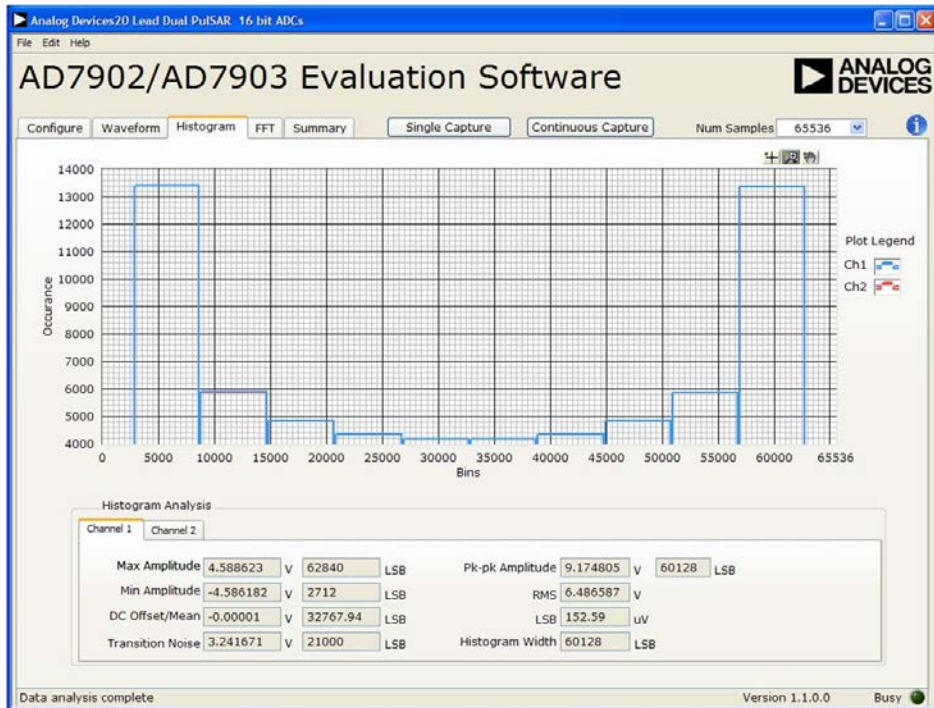 Analog Devices20 Lead Dual PulSAR 16 bit ADCs
File Edit Help
AD7902/AD7903 Evaluation Software
ANALOG
DEVICES
Configure Waveform Histogram FFT Summary Single Capture Continuous Capture Num Samples 65536 i
14000
13000
12000
11000
10000
9000
8000
7000
6000
5000
4000
Occurance
0 5000 10000 15000 20000 25000 30000 35000 40000 45000 50000 55000 60000 65536
Bins
Plot Legend
Ch1
Ch2
Histogram Analysis
Channel 1 Channel 2
Max Amplitude 4.588623 V 62840 LSB Pk-pk Amplitude 9.174805 V 60128 LSB
Min Amplitude -4.586182 V 2712 LSB RMS 6.486587 V
DC Offset/Mean -0.00001 V 32767.94 LSB LSB 152.59 uV
Transition Noise 3.241671 V 21000 LSB Histogram Width 60128 LSB
Data analysis complete Version 1.1.0.0 Busy